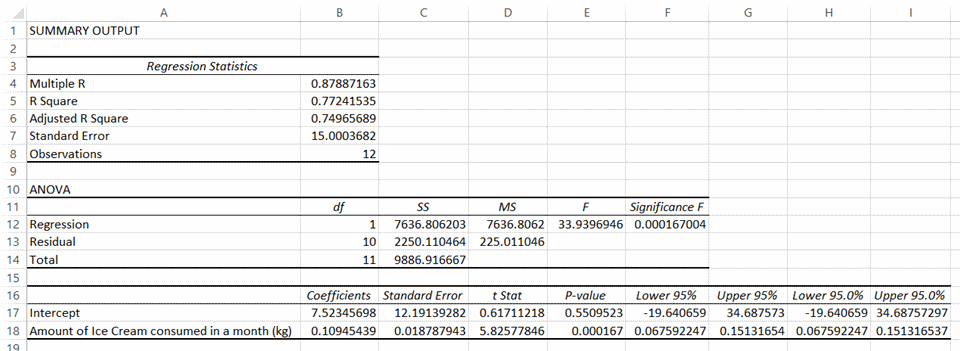 A B C D E F G H I
1 SUMMARY OUTPUT
2
3 Regression Statistics
4 Multiple R 0.87887163
5 R Square 0.77241535
6 Adjusted R Square 0.74965689
7 Standard Error 15.0003682
8 Observations 12
9
10 ANOVA
11 df SS MS F Significance F
12 Regression 1 7636.806203 7636.8062 33.9396946 0.000167004
13 Residual 10 2250.110464 225.011046
14 Total 11 9886.916667
15
16 Coefficients Standard Error t Stat P-value Lower 95% Upper 95% Lower 95.0% Upper 95.0%
17 Intercept 7.52345698 12.19139282 0.61711218 0.5509523 -19.640659 34.687573 -19.640659 34.68757297
18 Amount of Ice Cream consumed in a month (kg) 0.10945439 0.018787943 5.82577846 0.000167 0.067592247 0.15131654 0.067592247 0.151316537
19